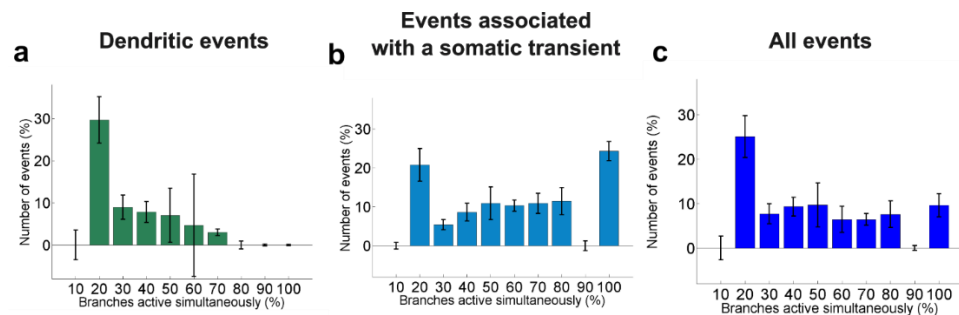 a
Dendritic events
Number of events (%)
30
20
10
0
10 20 30 40 50 60 70 80 90 100
Branches active simultaneously (%)
b
Events associated
with a somatic transient
Number of events (%)
30
20
10
0
10 20 30 40 50 60 70 80 90 100
Branches active simultaneously (%)
c
All events
Number of events (%)
30
20
10
0
10 20 30 40 50 60 70 80 90 100
Branches active simultaneously (%)